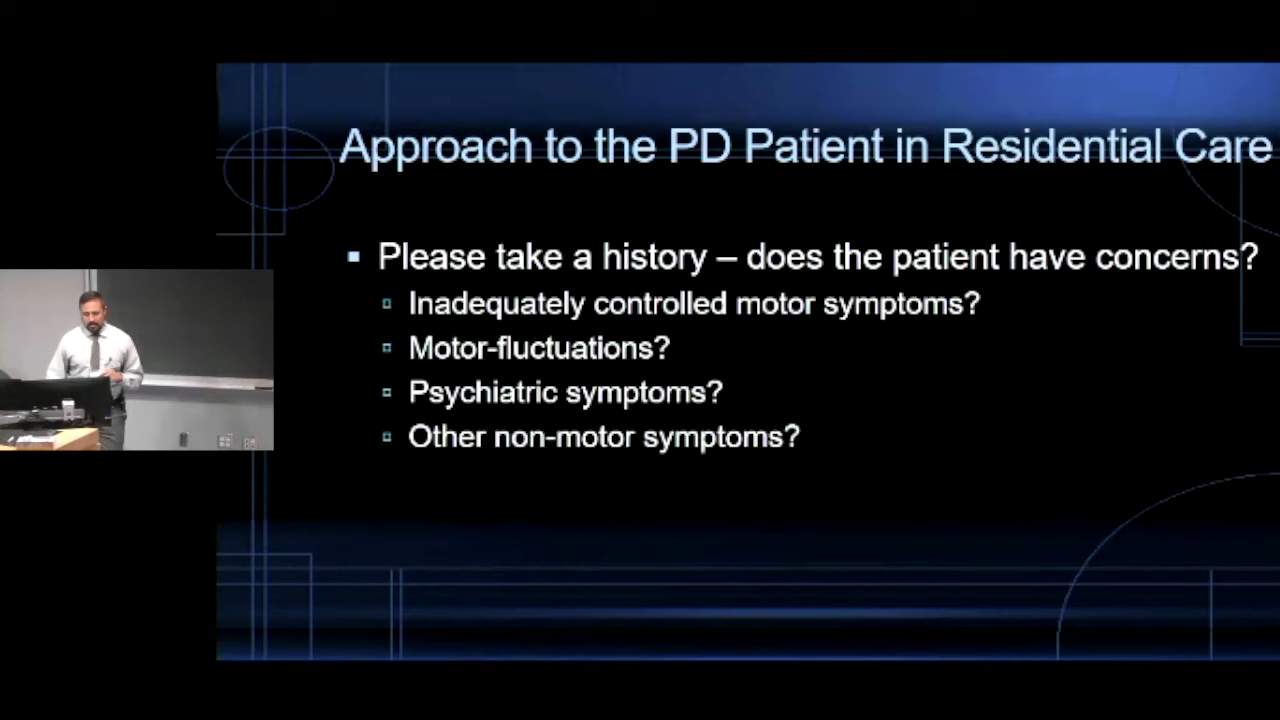 Approach to the PD Patient in Residential Care
Please take a history – does the patient have concerns?
Inadequately controlled motor symptoms?
Motor-fluctuations?
Psychiatric symptoms?
Other non-motor symptoms?